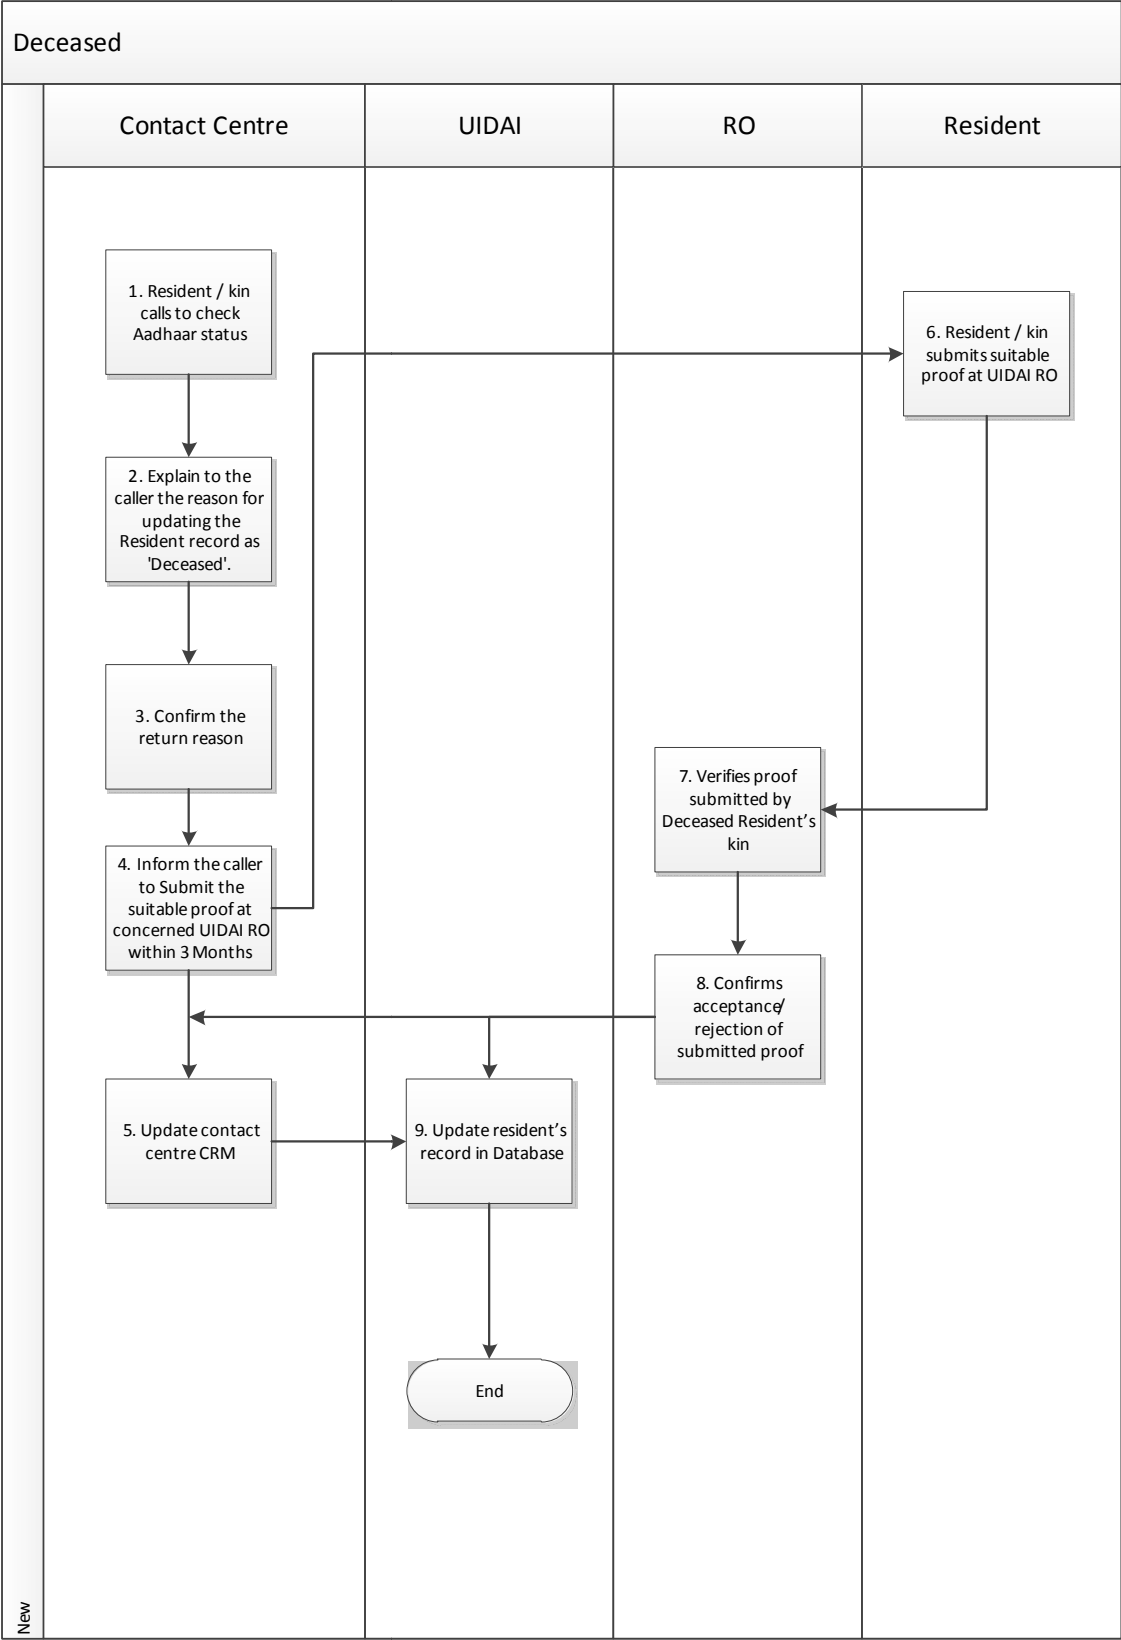 Deceased
Contact Centre
UIDAI
RO
Resident
1. Resident / kin
calls to check
Aadhaar status
2. Explain to the
caller the reason for
updating the
Resident record as
'Deceased'.
3. Confirm the
return reason
4. Inform the caller
to Submit the
suitable proof at
concerned UIDAI RO
within 3 Months
5. Update contact
centre CRM
6. Resident / kin
submits suitable
proof at UIDAI RO
7. Verifies proof
submitted by
Deceased Resident’s
kin
8. Confirms
acceptance/
rejection of
submitted proof
9. Update resident’s
record in Database
End
New